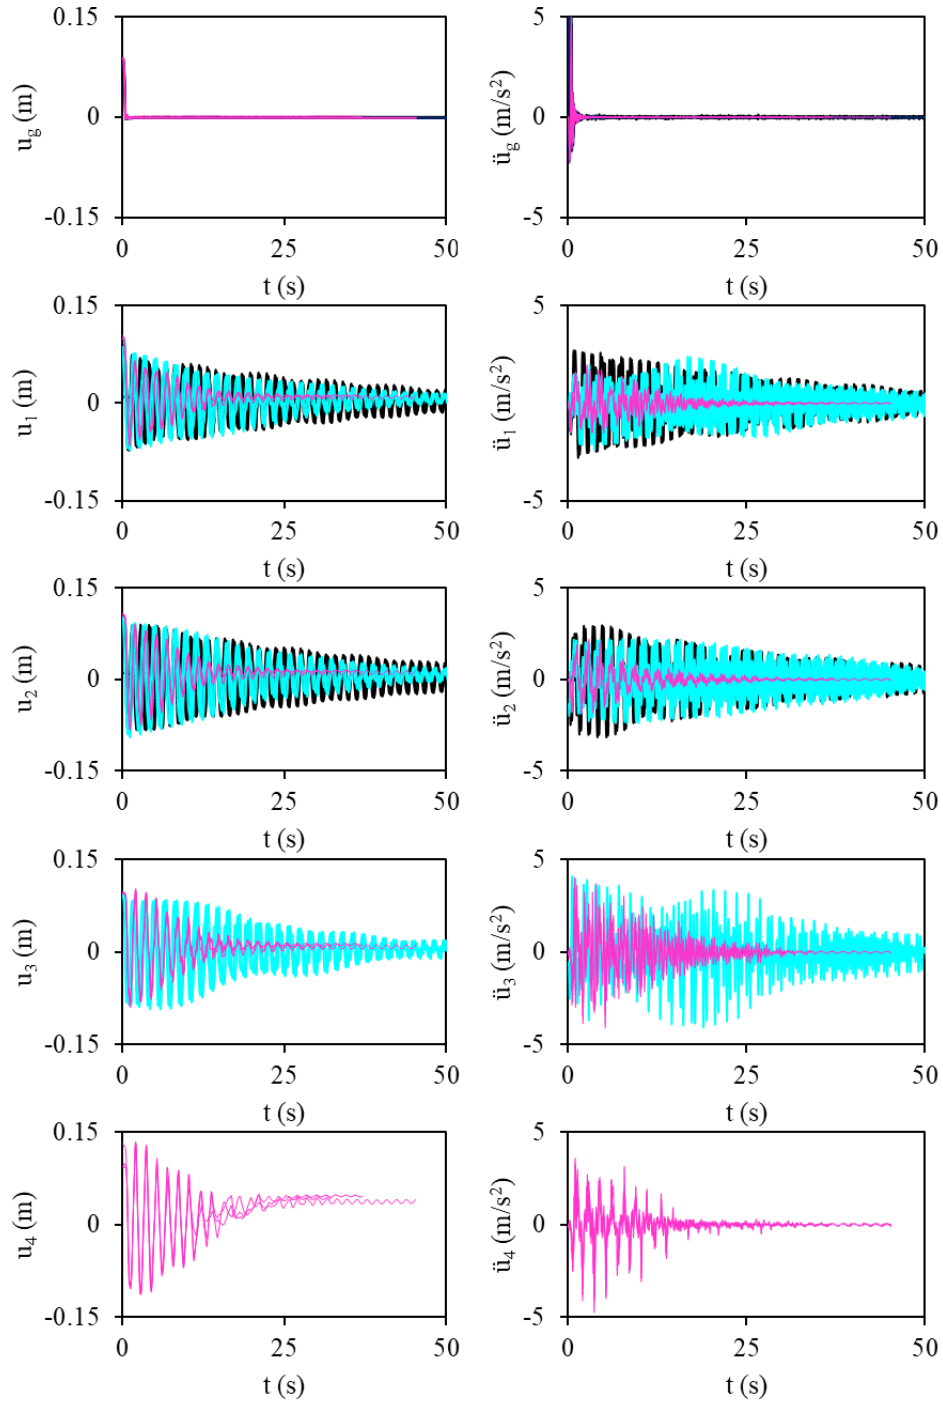 0.15 5
u_g (m) 0 ü_g (m/s²) 0
-0.15 -5
0 25 50 0 25 50
t (s) t (s)
0.15 5
u_1 (m) 0 ü_1 (m/s²) 0
-0.15 -5
0 25 50 0 25 50
t (s) t (s)
0.15 5
u_2 (m) 0 ü_2 (m/s²) 0
-0.15 -5
0 25 50 0 25 50
t (s) t (s)
0.15 5
u_3 (m) 0 ü_3 (m/s²) 0
-0.15 -5
0 25 50 0 25 50
t (s) t (s)
0.15 5
u_4 (m) 0 ü_4 (m/s²) 0
-0.15 -5
0 25 50 0 25 50
t (s) t (s)